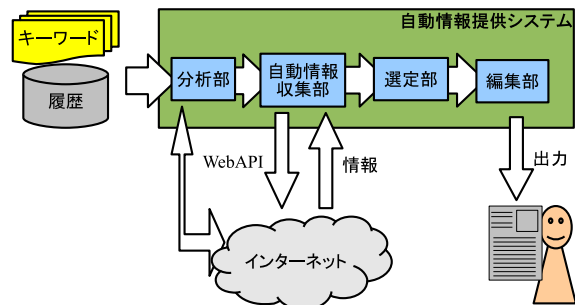 自動情報提供システム
キーワード
履歴
分析部
自動情報
収集部
選定部
編集部
WebAPI
情報
出力
インターネット